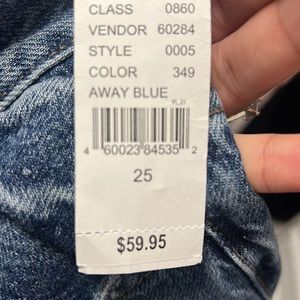 CLASS 0860
VENDOR 60284
STYLE 0005
COLOR 349
AWAY BLUE
4 60023 84535 2
25
$59.95